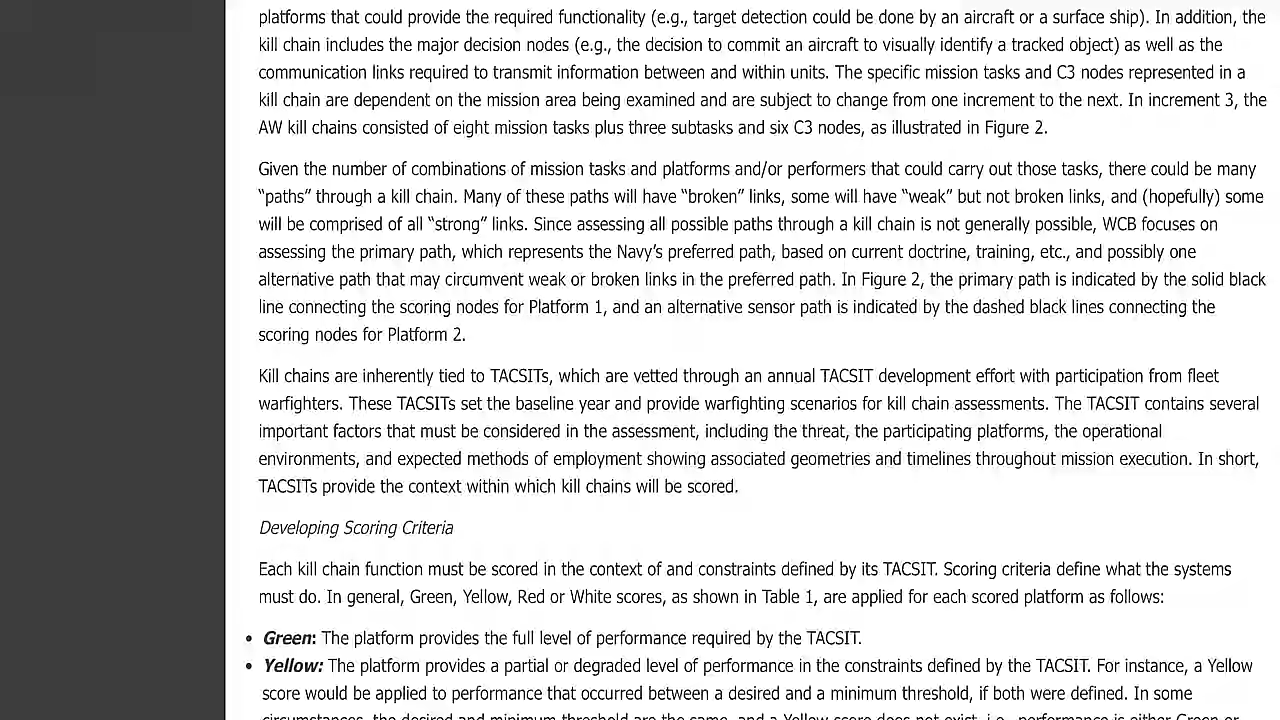 platforms that could provide the required functionality (e.g., target detection could be done by an aircraft or a surface ship). In addition, the
kill chain includes the major decision nodes (e.g., the decision to commit an aircraft to visually identify a tracked object) as well as the
communication links required to transmit information between and within units. The specific mission tasks and C3 nodes represented in a
kill chain are dependent on the mission area being examined and are subject to change from one increment to the next. In increment 3, the
AW kill chains consisted of eight mission tasks plus three subtasks and six C3 nodes, as illustrated in Figure 2.
Given the number of combinations of mission tasks and platforms and/or performers that could carry out those tasks, there could be many
“paths” through a kill chain. Many of these paths will have “broken” links, some will have “weak” but not broken links, and (hopefully) some
will be comprised of all “strong” links. Since assessing all possible paths through a kill chain is not generally possible, WCB focuses on
assessing the primary path, which represents the Navy’s preferred path, based on current doctrine, training, etc., and possibly one
alternative path that may circumvent weak or broken links in the preferred path. In Figure 2, the primary path is indicated by the solid black
line connecting the scoring nodes for Platform 1, and an alternative sensor path is indicated by the dashed black lines connecting the
scoring nodes for Platform 2.
Kill chains are inherently tied to TACSITs, which are vetted through an annual TACSIT development effort with participation from fleet
warfighters. These TACSITs set the baseline year and provide warfighting scenarios for kill chain assessments. The TACSIT contains several
important factors that must be considered in the assessment, including the threat, the participating platforms, the operational
environments, and expected methods of employment showing associated geometries and timelines throughout mission execution. In short,
TACSITs provide the context within which kill chains will be scored.
Developing Scoring Criteria
Each kill chain function must be scored in the context of and constraints defined by its TACSIT. Scoring criteria define what the systems
must do. In general, Green, Yellow, Red or White scores, as shown in Table 1, are applied for each scored platform as follows:
• Green: The platform provides the full level of performance required by the TACSIT.
• Yellow: The platform provides a partial or degraded level of performance in the constraints defined by the TACSIT. For instance, a Yellow
score would be applied to performance that occurred between a desired and a minimum threshold, if both were defined. In some
circumstances, the desired and minimum threshold are the same, and a Yellow score does not exist, i.e., performance is either Green or